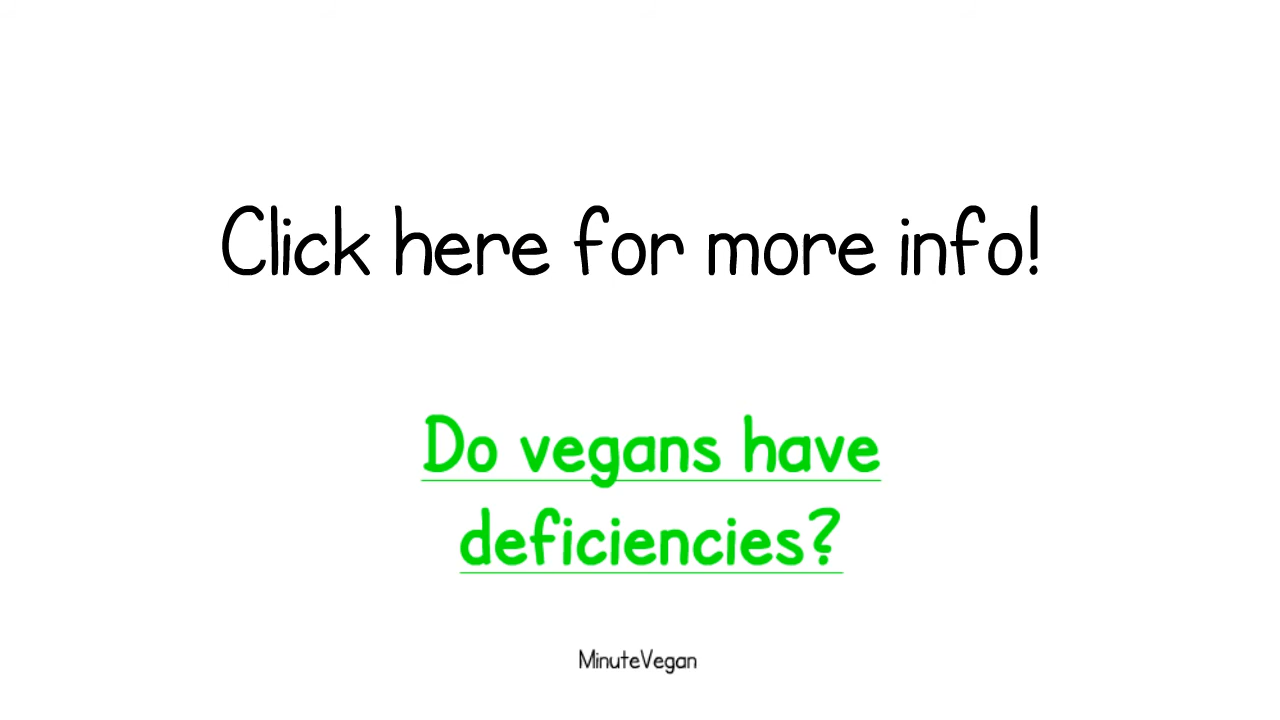 Click here for more info!
Do vegans have
deficiencies?
MinuteVegan